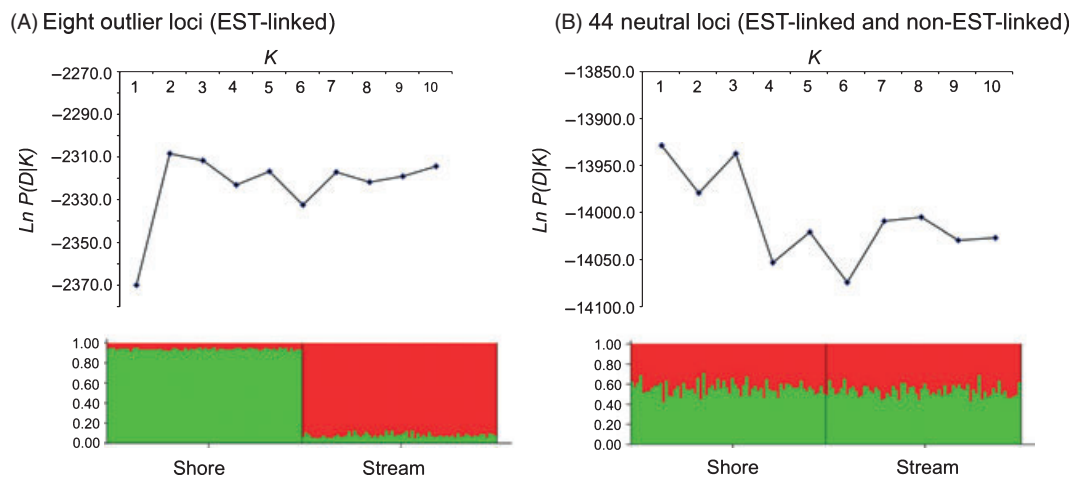 (A) Eight outlier loci (EST-linked)
K
–2270.0
1 2 3 4 5 6 7 8 9 10
–2290.0
–2310.0
–2330.0
–2350.0
–2370.0
Ln P(D|K)
1.00
0.80
0.60
0.40
0.20
0.00
Shore Stream
(B) 44 neutral loci (EST-linked and non-EST-linked)
K
–13850.0
1 2 3 4 5 6 7 8 9 10
–13900.0
–13950.0
–14000.0
–14050.0
–14100.0
Ln P(D|K)
1.00
0.80
0.60
0.40
0.20
0.00
Shore Stream